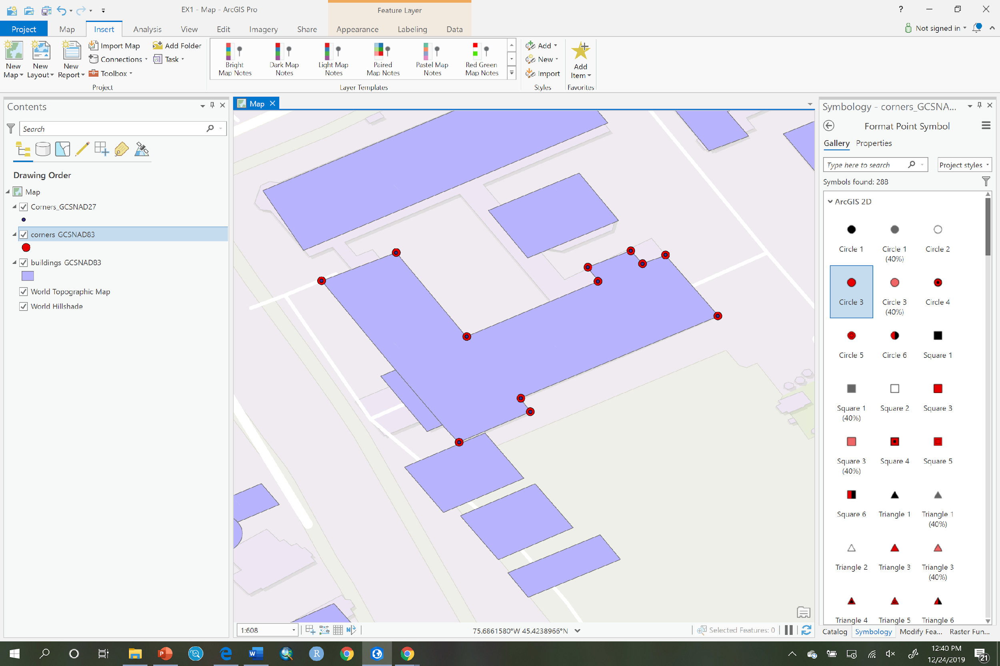 EX1 - Map - ArcGIS Pro
Feature Layer
?
Project
Map
Insert
Analysis
View
Edit
Imagery
Share
Appearance
Labeling
Data
Not signed in
New
Map
New
Layout
New
Report
Import Map
Connections
Toolbox
Add Folder
Task
Project
Bright
Map Notes
Dark Map
Notes
Light Map
Notes
Paired
Map Notes
Pastel Map
Notes
Red Green
Map Notes
Layer Templates
Add
New
Import
Styles
Add
Item
Favorites
Contents
Search
Drawing Order
Map
Corners_GCSNAD27
corners GCSNAD83
buildings GCSNAD83
World Topographic Map
World Hillshade
Map
1:608
N
75.6861580°W 45.4238966°N
Selected Features: 0
Symbology - corners_GCSNA...
Format Point Symbol
Gallery
Properties
Type here to search
Project styles
Symbols found: 288
ArcGIS 2D
Circle 1
Circle 1
(40%)
Circle 2
Circle 3
Circle 3
(40%)
Circle 4
Circle 5
Circle 6
Square 1
Square 1
(40%)
Square 2
Square 3
Square 3
(40%)
Square 4
Square 5
Square 6
Triangle 1
Triangle 1
(40%)
Triangle 2
Triangle 3
Triangle 3
(40%)
Triangle 4
Triangle 5
Triangle 6
Catalog
Symbology
Modify Fea...
Raster Fun...
P
W
R
12:40 PM
12/24/2019
21